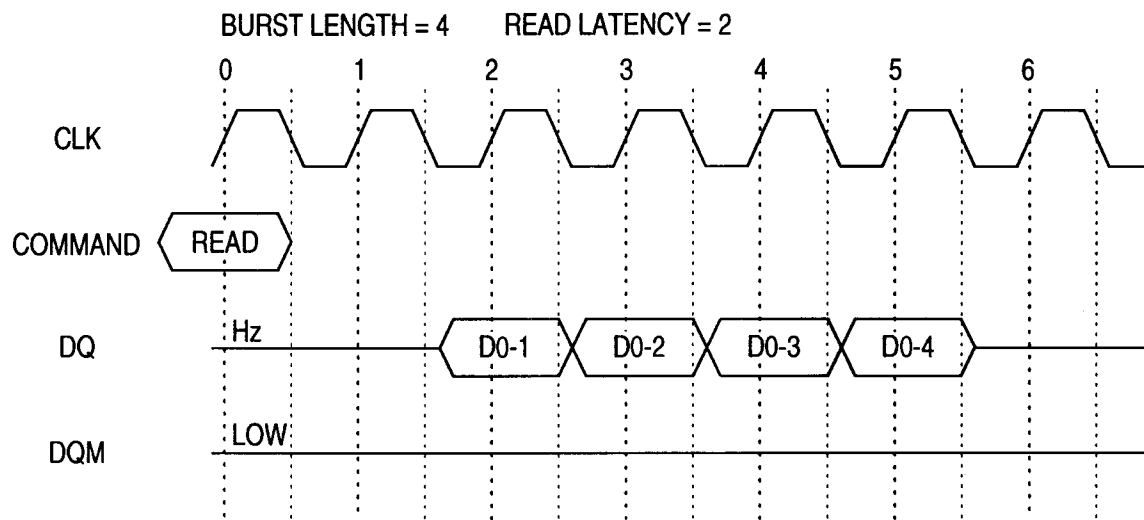 BURST LENGTH = 4 READ LATENCY = 2
0 1 2 3 4 5 6
CLK
COMMAND READ
DQ Hz D0-1 D0-2 D0-3 D0-4
DQM LOW